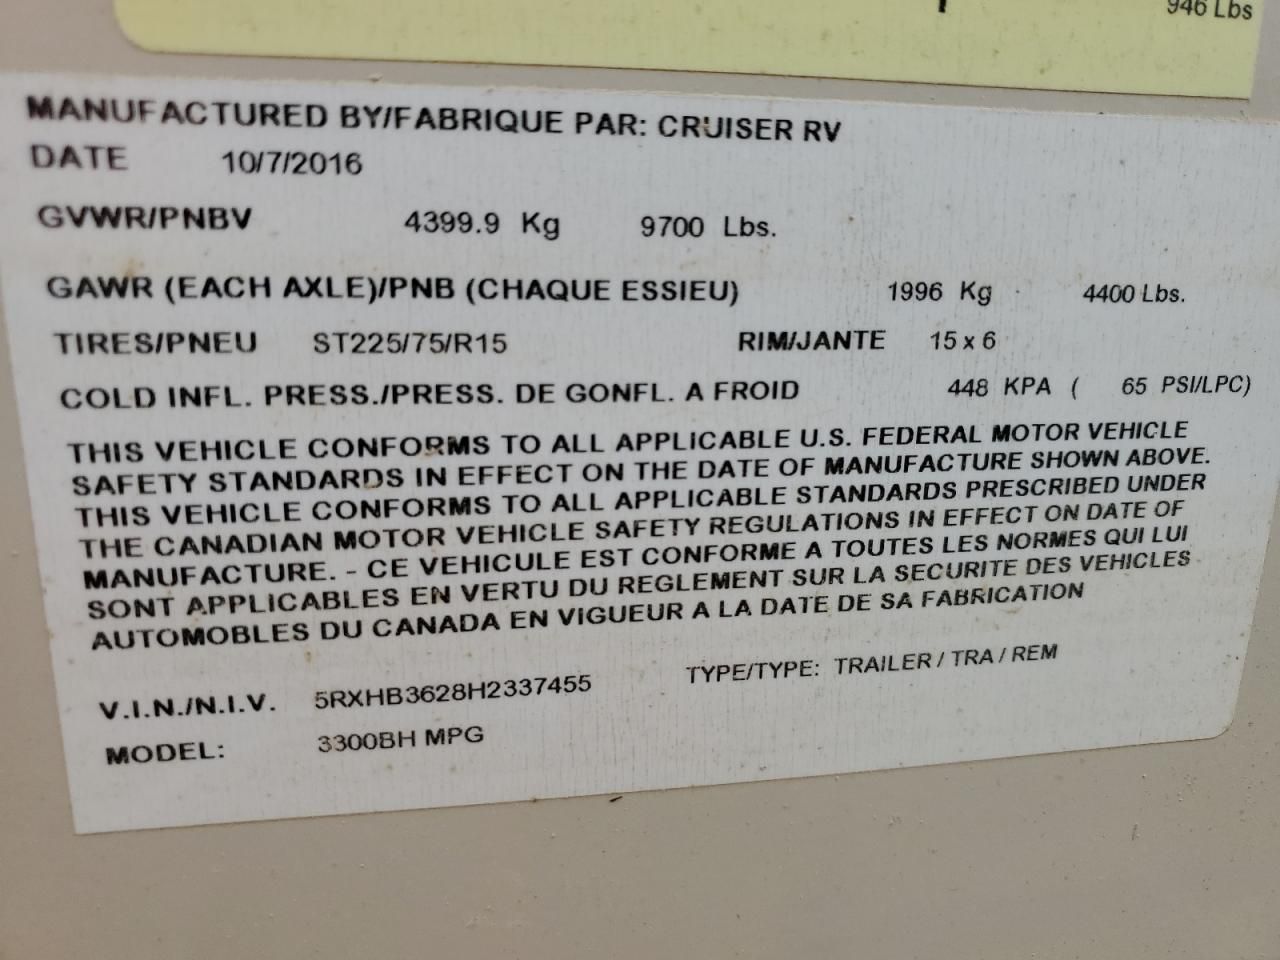 946 Lbs
MANUFACTURED BY/FABRIQUE PAR: CRUISER RV
DATE 10/7/2016
GVWR/PNBV 4399.9 Kg 9700 Lbs.
GAWR (EACH AXLE)/PNB (CHAQUE ESSIEU) 1996 Kg 4400 Lbs.
TIRES/PNEU ST225/75/R15 RIM/JANTE 15 x 6
COLD INFL. PRESS./PRESS. DE GONFL. A FROID 448 KPA ( 65 PSI/LPC)
THIS VEHICLE CONFORMS TO ALL APPLICABLE U.S. FEDERAL MOTOR VEHICLE
SAFETY STANDARDS IN EFFECT ON THE DATE OF MANUFACTURE SHOWN ABOVE.
THIS VEHICLE CONFORMS TO ALL APPLICABLE STANDARDS PRESCRIBED UNDER
THE CANADIAN MOTOR VEHICLE SAFETY REGULATIONS IN EFFECT ON DATE OF
MANUFACTURE. - CE VEHICULE EST CONFORME A TOUTES LES NORMES QUI LUI
SONT APPLICABLES EN VERTU DU REGLEMENT SUR LA SECURITE DES VEHICLES
AUTOMOBLES DU CANADA EN VIGUEUR A LA DATE DE SA FABRICATION
V.I.N./N.I.V. 5RXHB3628H2337455 TYPE/TYPE: TRAILER / TRA / REM
MODEL: 3300BH MPG